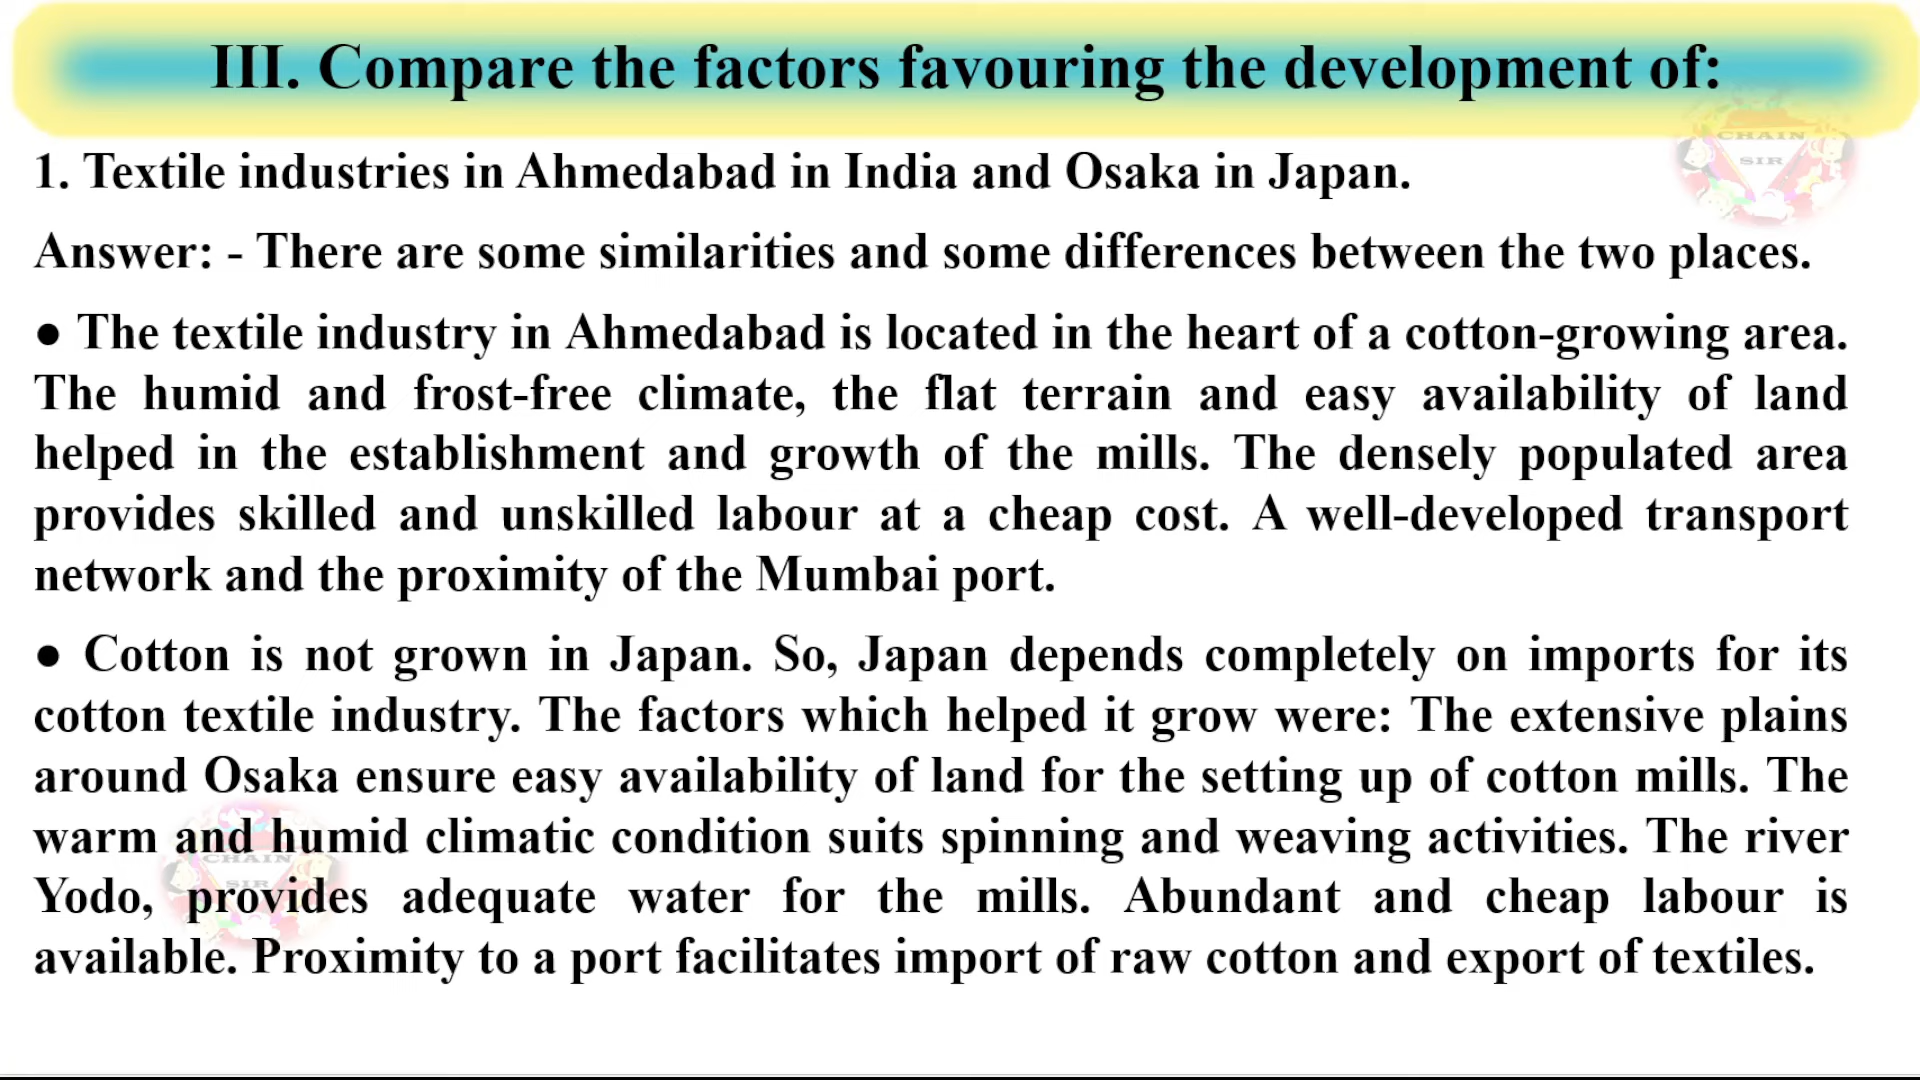 III. Compare the factors favouring the development of:
CHAIN
SIR
1. Textile industries in Ahmedabad in India and Osaka in Japan.
Answer: - There are some similarities and some differences between the two places.
● The textile industry in Ahmedabad is located in the heart of a cotton-growing area.
The humid and frost-free climate, the flat terrain and easy availability of land
helped in the establishment and growth of the mills. The densely populated area
provides skilled and unskilled labour at a cheap cost. A well-developed transport
network and the proximity of the Mumbai port.
● Cotton is not grown in Japan. So, Japan depends completely on imports for its
cotton textile industry. The factors which helped it grow were: The extensive plains
around Osaka ensure easy availability of land for the setting up of cotton mills. The
warm and humid climatic condition suits spinning and weaving activities. The river
CHAIN
SIR
Yodo, provides adequate water for the mills. Abundant and cheap labour is
available. Proximity to a port facilitates import of raw cotton and export of textiles.